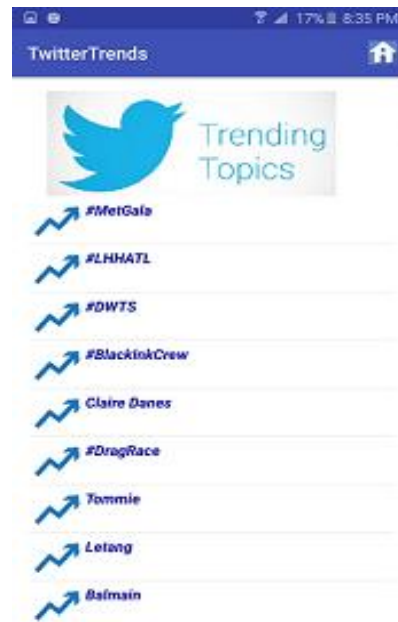 17% 8:35 PM
TwitterTrends
Trending
Topics
#MetGala
#LHHATL
#DWTS
#BlackInkCrew
Claire Danes
#DragRace
Tommie
Letang
Balmain